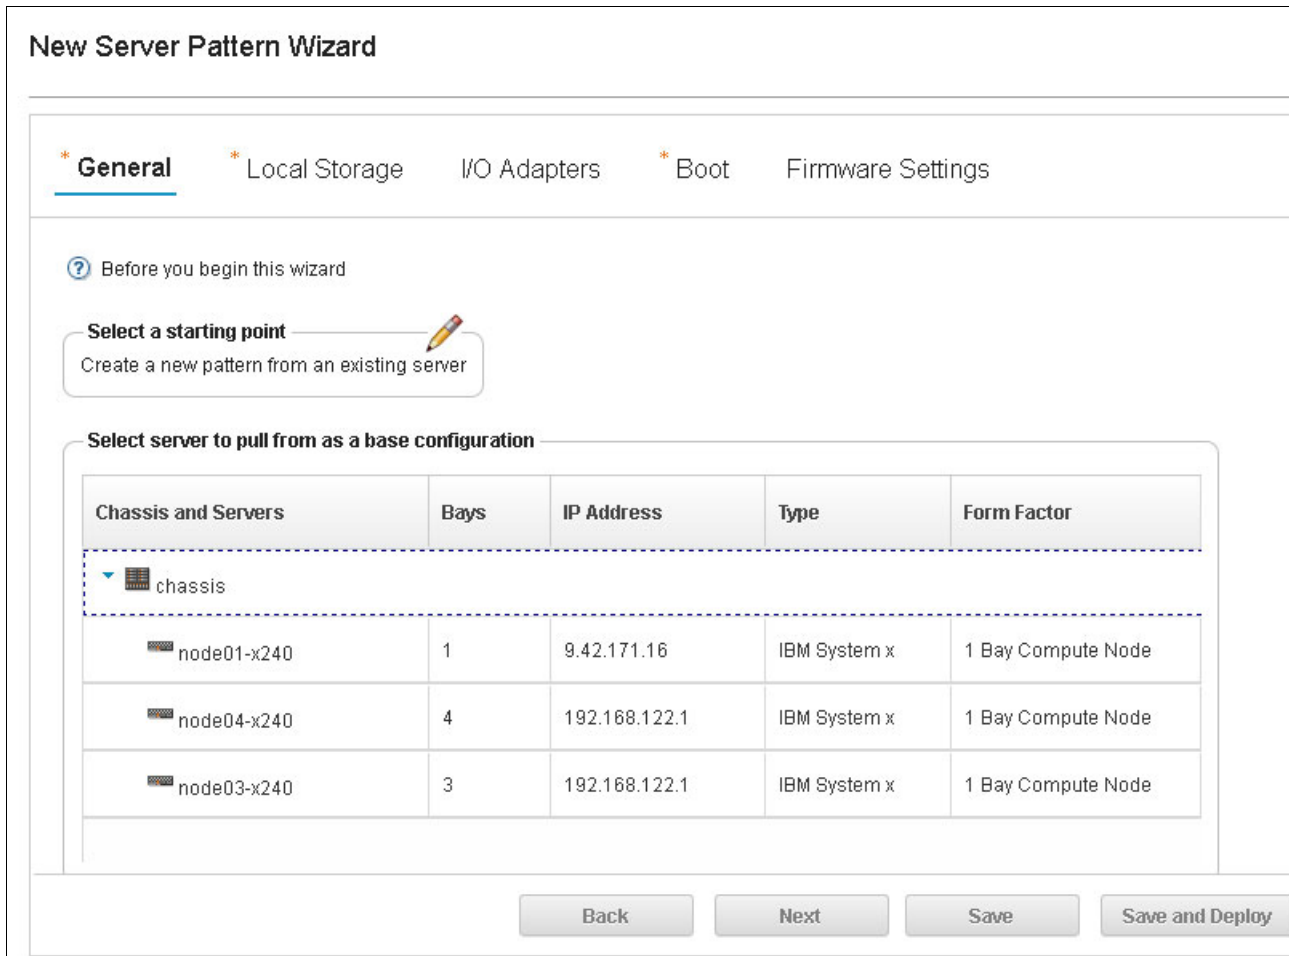 New Server Pattern Wizard
* General * Local Storage I/O Adapters * Boot Firmware Settings
? Before you begin this wizard
Select a starting point
Create a new pattern from an existing server
Select server to pull from as a base configuration
Chassis and Servers Bays IP Address Type Form Factor
chassis
node01-x240 1 9.42.171.16 IBM System x 1 Bay Compute Node
node04-x240 4 192.168.122.1 IBM System x 1 Bay Compute Node
node03-x240 3 192.168.122.1 IBM System x 1 Bay Compute Node
Back Next Save Save and Deploy